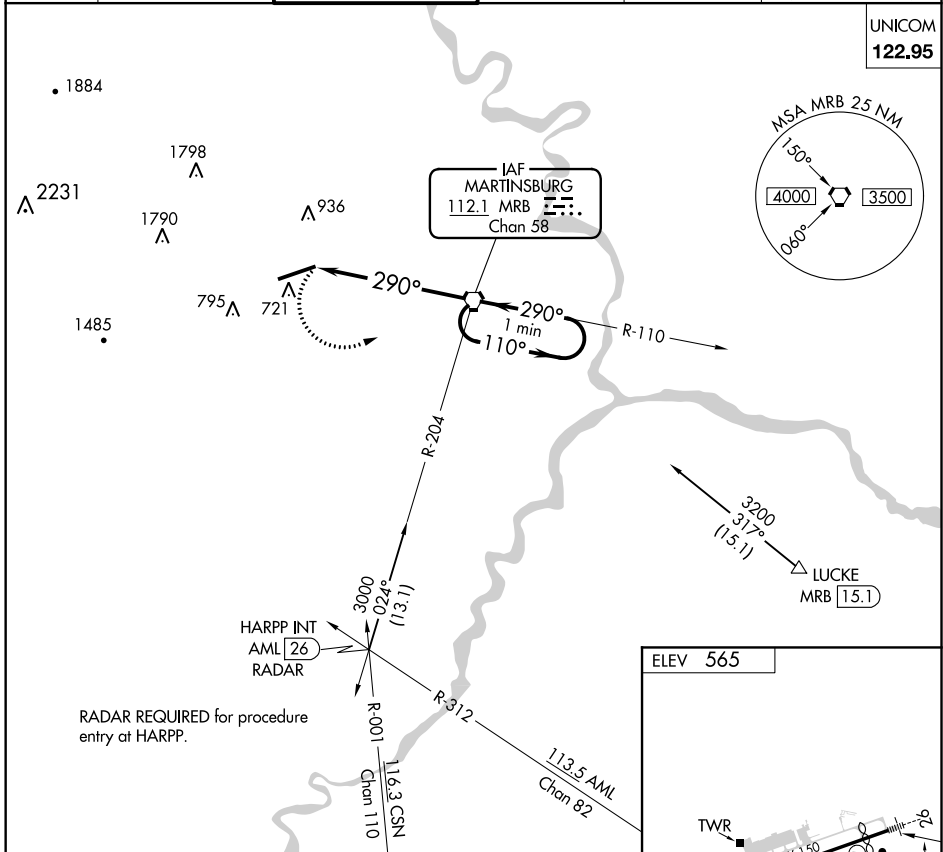 UNICOM
122.95
1884
1798
2231
1790
936
795
721
1485
IAF
MARTINSBURG
112.1 MRB
Chan 58
MSA MRB 25 NM
150°
4000
3500
060°
290°
290°
1 min
110°
R-110
R-204
3200
317°
(15.1)
LUCKE
MRB 15.1
3000
024°
(13.1)
HARPP INT
AML 26
RADAR
RADAR REQUIRED for procedure
entry at HARPP.
R-312
R-001
116.3 CSN
Chan 110
113.5 AML
Chan 82
ELEV 565
TWR
26